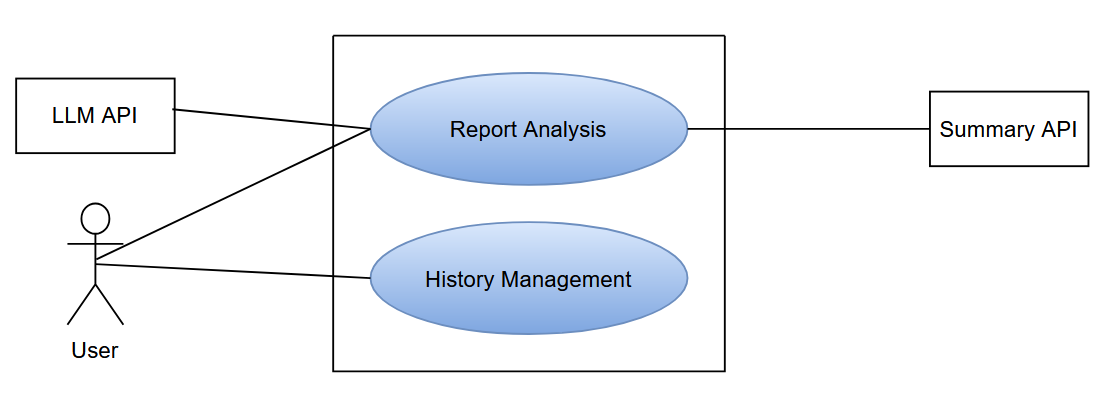 LLM API
Report Analysis
Summary API
History Management
User